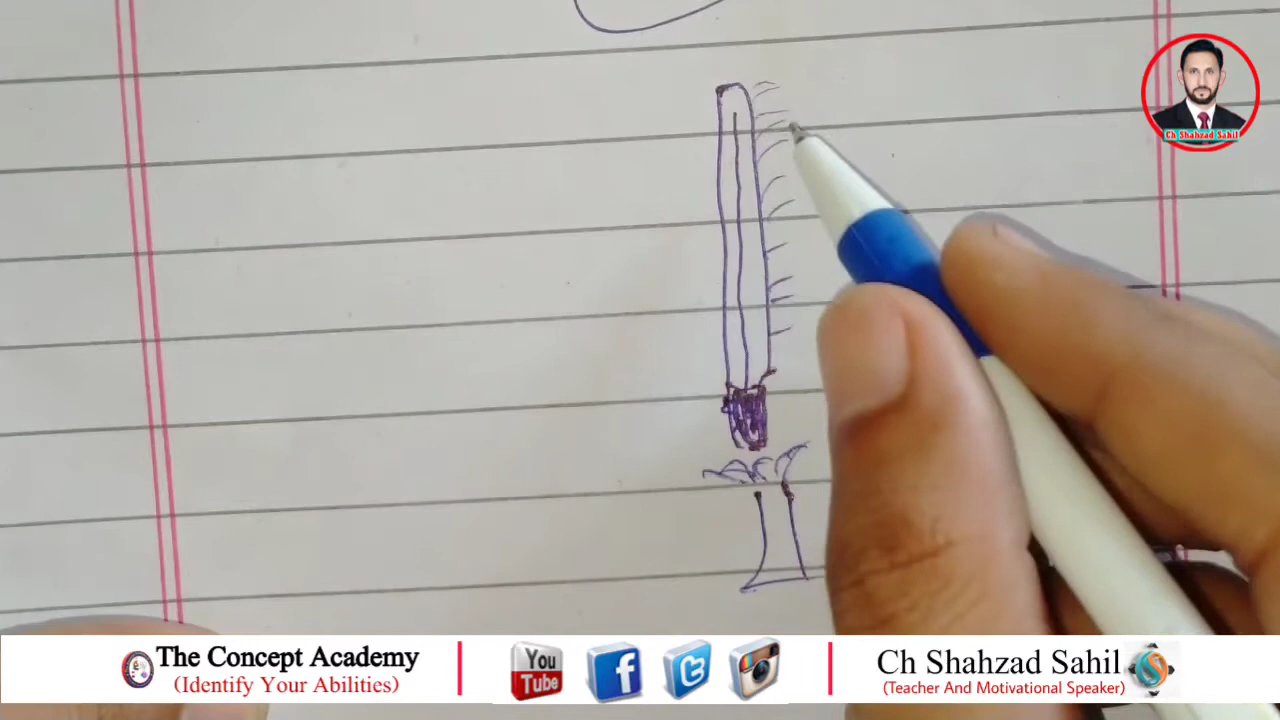 Ch Shahzad Sahil
The Concept Academy
(Identify Your Abilities)
You
Tube
Ch Shahzad Sahil
(Teacher And Motivational Speaker)